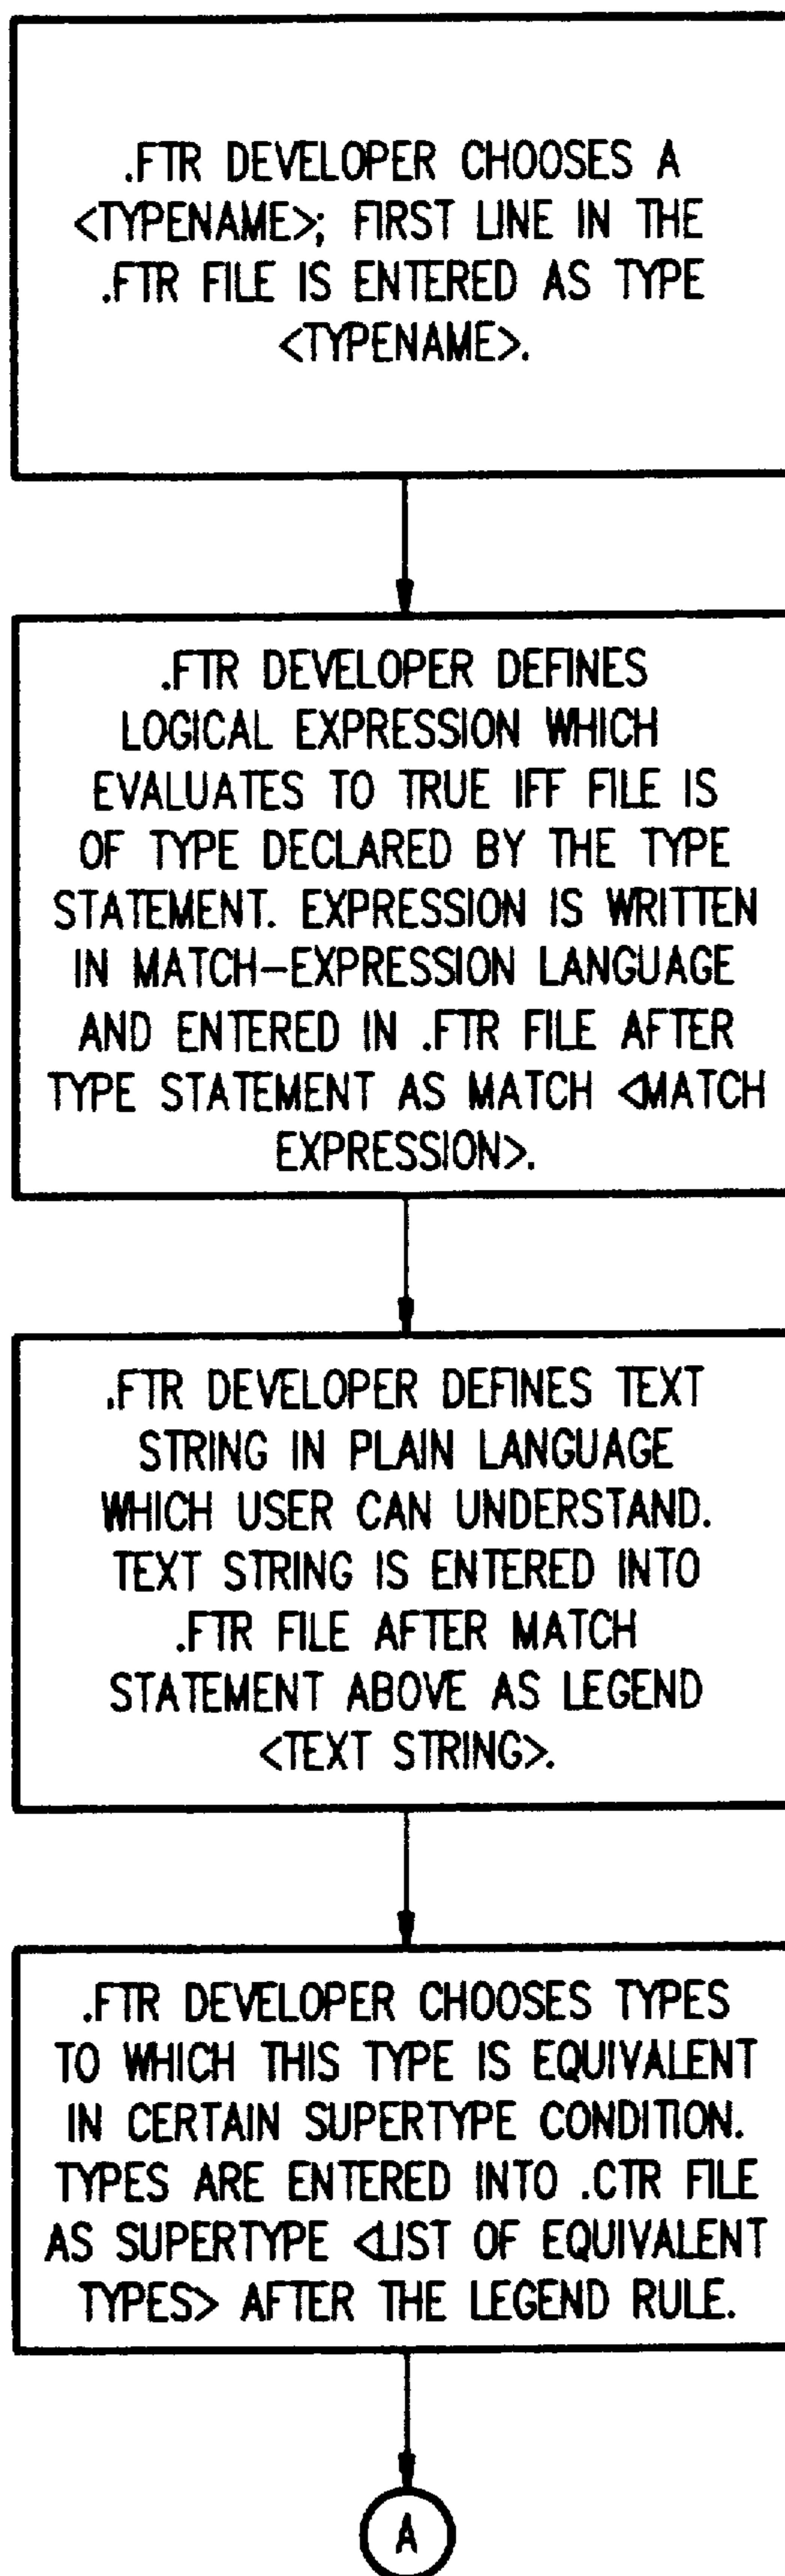 .FTR DEVELOPER CHOOSES A
<TYPENAME>; FIRST LINE IN THE
.FTR FILE IS ENTERED AS TYPE
<TYPENAME>.
.FTR DEVELOPER DEFINES
LOGICAL EXPRESSION WHICH
EVALUATES TO TRUE IFF FILE IS
OF TYPE DECLARED BY THE TYPE
STATEMENT. EXPRESSION IS WRITTEN
IN MATCH-EXPRESSION LANGUAGE
AND ENTERED IN .FTR FILE AFTER
TYPE STATEMENT AS MATCH <MATCH
EXPRESSION>.
.FTR DEVELOPER DEFINES TEXT
STRING IN PLAIN LANGUAGE
WHICH USER CAN UNDERSTAND.
TEXT STRING IS ENTERED INTO
.FTR FILE AFTER MATCH
STATEMENT ABOVE AS LEGEND
<TEXT STRING>.
.FTR DEVELOPER CHOOSES TYPES
TO WHICH THIS TYPE IS EQUIVALENT
IN CERTAIN SUPERTYPE CONDITION.
TYPES ARE ENTERED INTO .CTR FILE
AS SUPERTYPE <LIST OF EQUIVALENT
TYPES> AFTER THE LEGEND RULE.
A